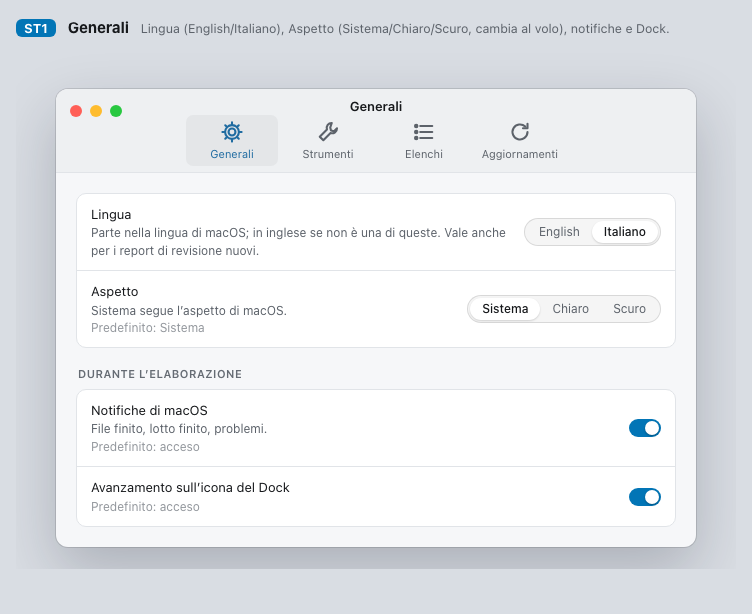 ST1 Generali Lingua (English/Italiano), Aspetto (Sistema/Chiaro/Scuro, cambia al volo), notifiche e Dock.
Generali
Generali Strumenti Elenchi Aggiornamenti
Lingua
Parte nella lingua di macOS; in inglese se non è una di queste. Vale anche
per i report di revisione nuovi.
English Italiano
Aspetto
Sistema segue l'aspetto di macOS.
Predefinito: Sistema
Sistema Chiaro Scuro
DURANTE L'ELABORAZIONE
Notifiche di macOS
File finito, lotto finito, problemi.
Predefinito: acceso
Avanzamento sull'icona del Dock
Predefinito: acceso